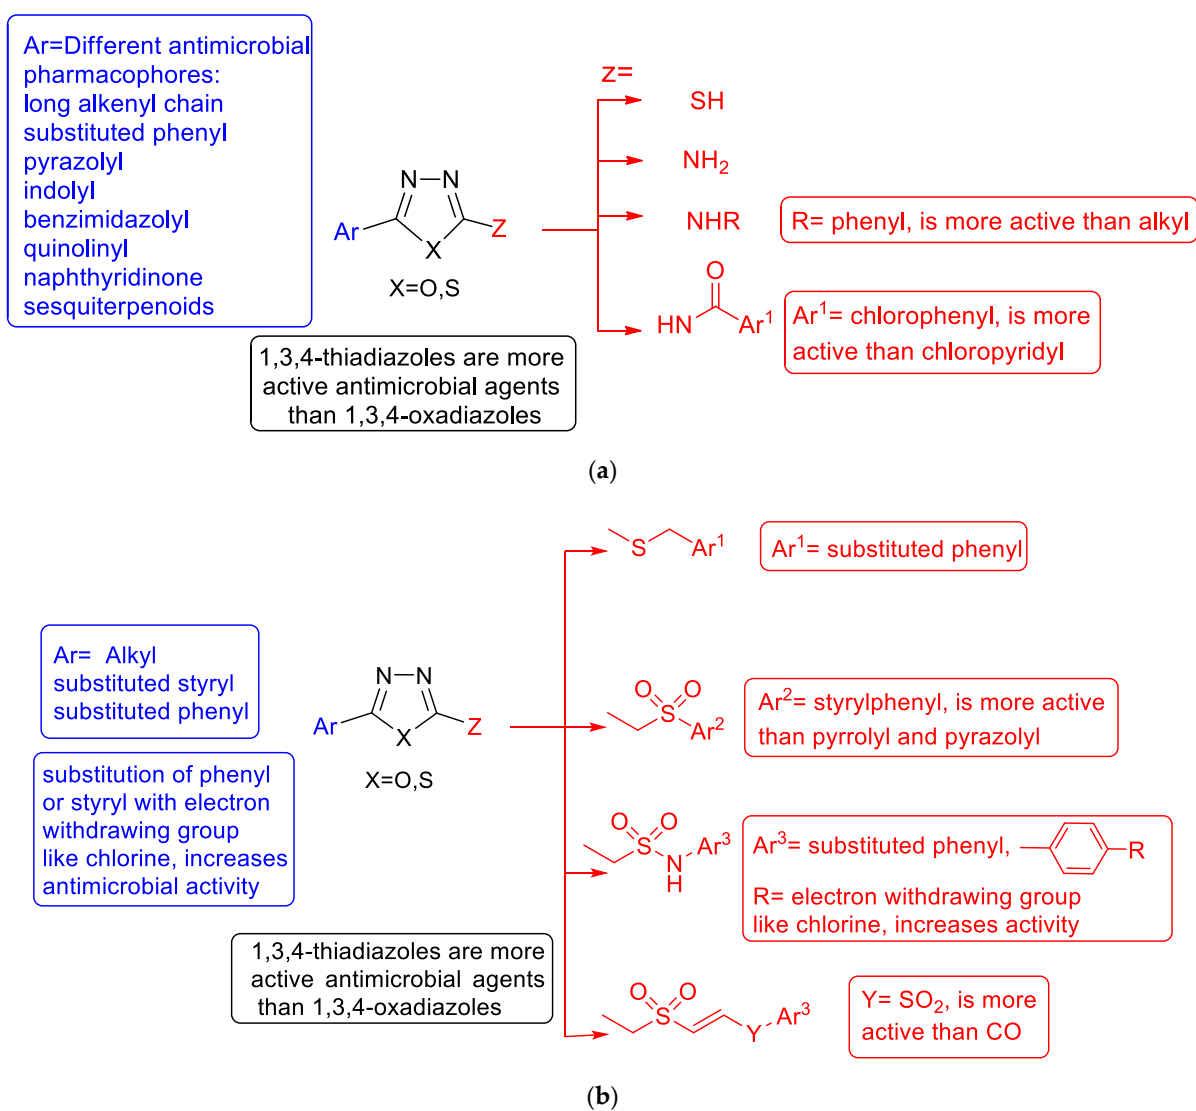 Ar=Different antimicrobial
pharmacophores:
long alkenyl chain
substituted phenyl
pyrazolyl
indolyl
benzimidazolyl
quinolinyl
naphthyridinone
sesquiterpenoids
N N
Ar X Z
X=O,S
1,3,4-thiadiazoles are more
active antimicrobial agents
than 1,3,4-oxadiazoles
z=
SH
NH2
NHR
R= phenyl, is more active than alkyl
O
HN Ar1
Ar1= chlorophenyl, is more
active than chloropyridyl
(a)
Ar= Alkyl
substituted styryl
substituted phenyl
substitution of phenyl
or styryl with electron
withdrawing group
like chlorine, increases
antimicrobial activity
N N
Ar X Z
X=O,S
1,3,4-thiadiazoles are more
active antimicrobial agents
than 1,3,4-oxadiazoles
S Ar1
Ar1= substituted phenyl
O O
S
Ar2
Ar2= styrylphenyl, is more active
than pyrrolyl and pyrazolyl
O O
S Ar3
N
H
Ar3= substituted phenyl, R
R= electron withdrawing group
like chlorine, increases activity
O O
S Ar3
Y
Y= SO2, is more
active than CO
(b)